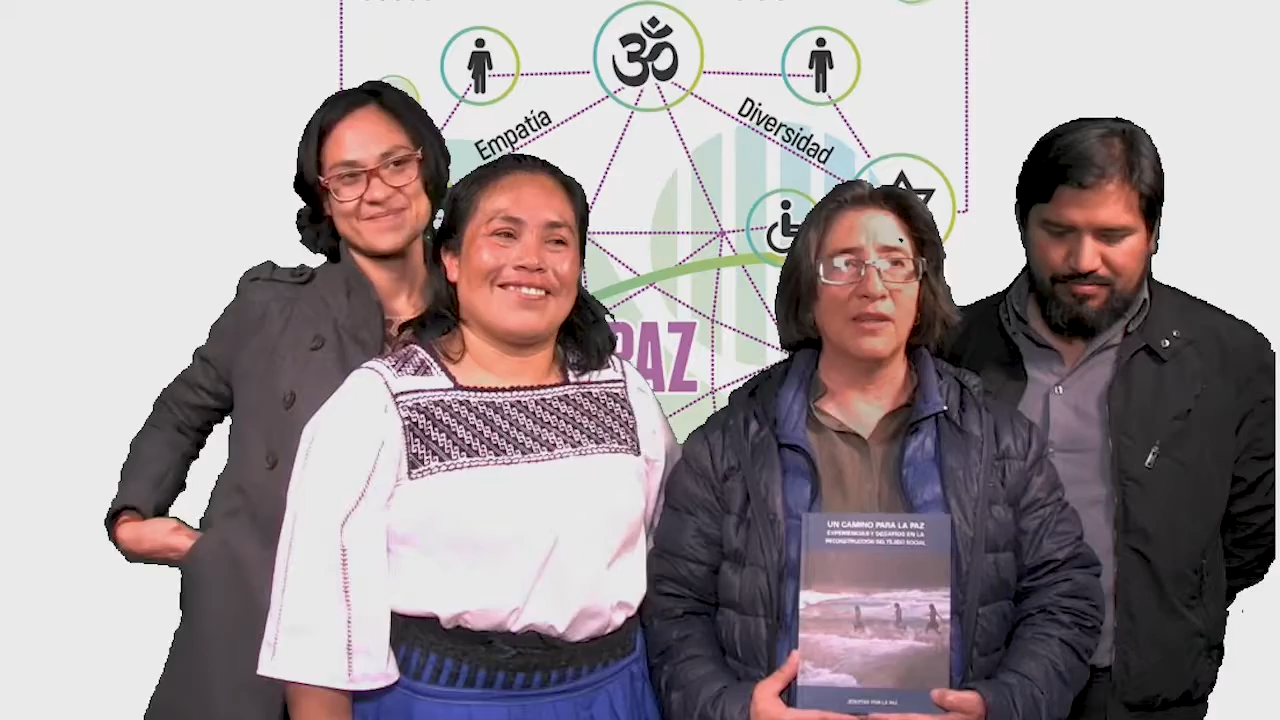 Empatía
Diversidad
PAZ
UN CAMINO PARA LA PAZ
EXPERIENCIAS Y DESAFÍOS EN LA
RECONSTRUCCIÓN DEL TEJIDO SOCIAL
JESUITAS POR LA PAZ